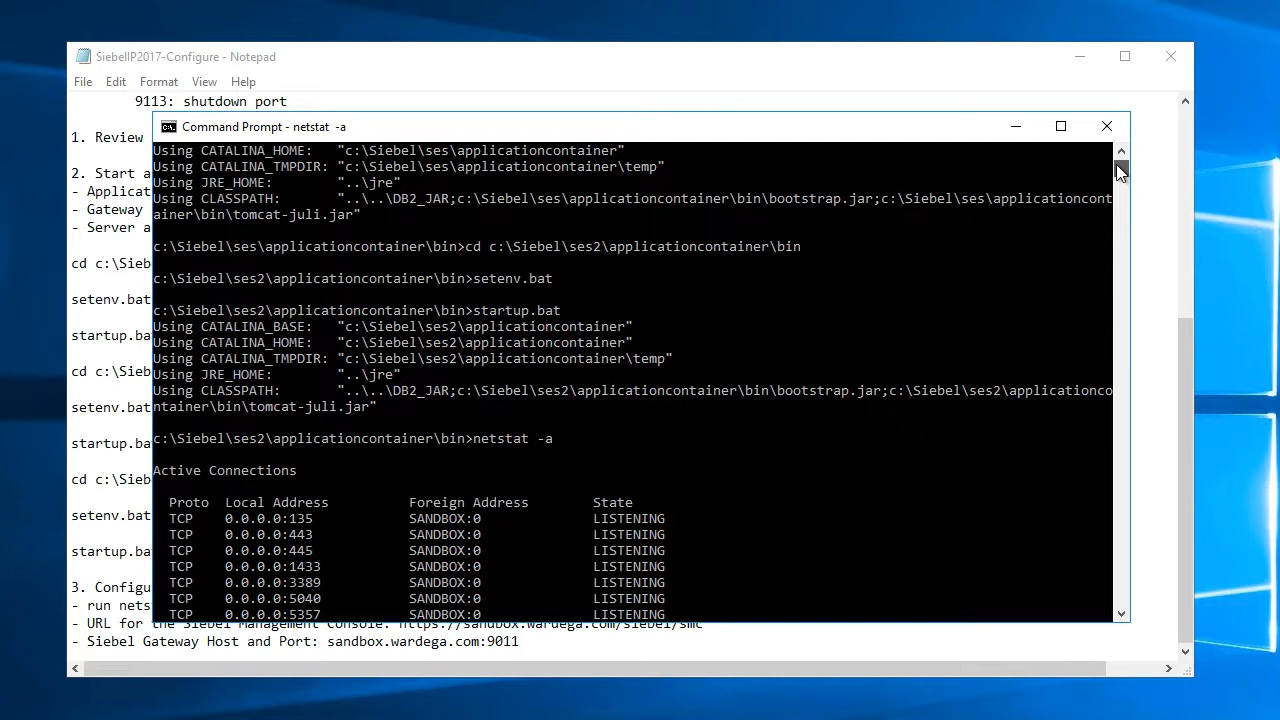 SiebelIP2017-Configure - Notepad
File Edit Format View Help
9113: shutdown port
1. Review
2. Start a
- Applicat
- Gateway
- Server a
cd c:\Sieb
setenv.bat
startup.ba
cd c:\Sieb
setenv.bat
startup.ba
cd c:\Sieb
setenv.bat
startup.ba
3. Configu
- run nets
- URL for the Siebel Management Console: https://sandbox.wardega.com/siebel/smc
- Siebel Gateway Host and Port: sandbox.wardega.com:9011
Command Prompt - netstat -a
Using CATALINA_HOME: "c:\Siebel\ses\applicationcontainer"
Using CATALINA_TMPDIR: "c:\Siebel\ses\applicationcontainer\temp"
Using JRE_HOME: "..\jre"
Using CLASSPATH: "..\..\DB2_JAR;c:\Siebel\ses\applicationcontainer\bin\bootstrap.jar;c:\Siebel\ses\applicationcont
ainer\bin\tomcat-juli.jar"
c:\Siebel\ses\applicationcontainer\bin>cd c:\Siebel\ses2\applicationcontainer\bin
c:\Siebel\ses2\applicationcontainer\bin>setenv.bat
c:\Siebel\ses2\applicationcontainer\bin>startup.bat
Using CATALINA_BASE: "c:\Siebel\ses2\applicationcontainer"
Using CATALINA_HOME: "c:\Siebel\ses2\applicationcontainer"
Using CATALINA_TMPDIR: "c:\Siebel\ses2\applicationcontainer\temp"
Using JRE_HOME: "..\jre"
Using CLASSPATH: "..\..\DB2_JAR;c:\Siebel\ses2\applicationcontainer\bin\bootstrap.jar;c:\Siebel\ses2\applicationco
ntainer\bin\tomcat-juli.jar"
c:\Siebel\ses2\applicationcontainer\bin>netstat -a
Active Connections
Proto Local Address Foreign Address State
TCP 0.0.0.0:135 SANDBOX:0 LISTENING
TCP 0.0.0.0:443 SANDBOX:0 LISTENING
TCP 0.0.0.0:445 SANDBOX:0 LISTENING
TCP 0.0.0.0:1433 SANDBOX:0 LISTENING
TCP 0.0.0.0:3389 SANDBOX:0 LISTENING
TCP 0.0.0.0:5040 SANDBOX:0 LISTENING
TCP 0.0.0.0:5357 SANDBOX:0 LISTENING